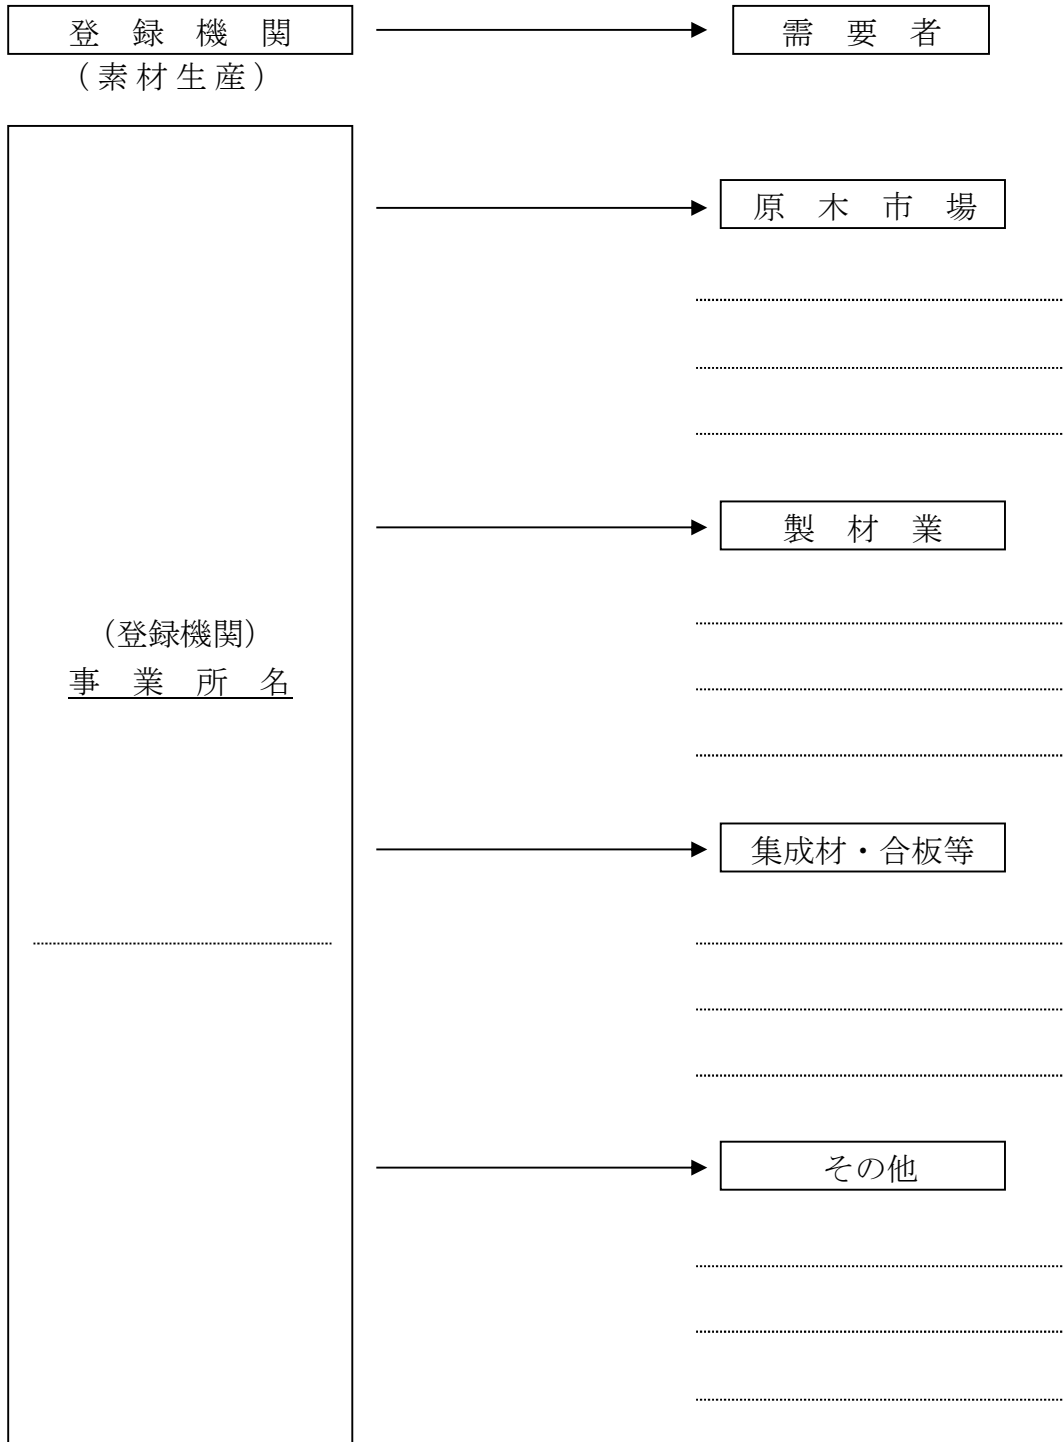 登　録　機　関
需　要　者
（素材生産）
原　木　市　場
製　材　業
（登録機関）
事　業　所　名
集成材・合板等
その他